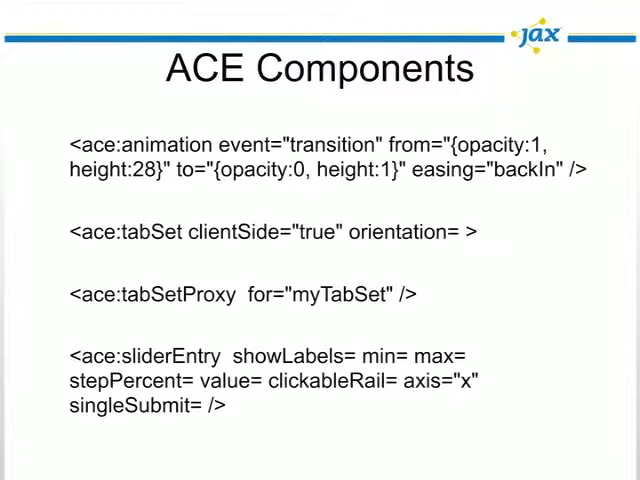 jax
ACE Components
<ace:animation event="transition" from="{opacity:1,
height:28}" to="{opacity:0, height:1}" easing="backIn" />
<ace:tabSet clientSide="true" orientation= >
<ace:tabSetProxy  for="myTabSet" />
<ace:sliderEntry  showLabels= min= max=
stepPercent= value= clickableRail= axis="x"
singleSubmit= />